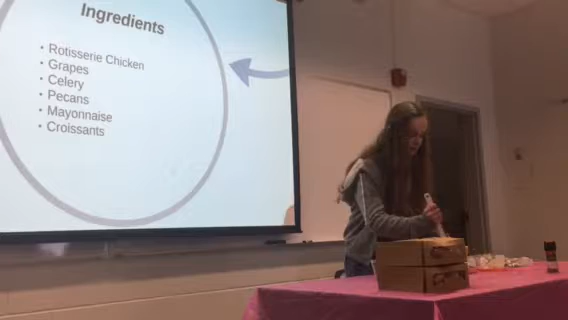 Ingredients
• Rotisserie Chicken
• Grapes
• Celery
• Pecans
• Mayonnaise
• Croissants